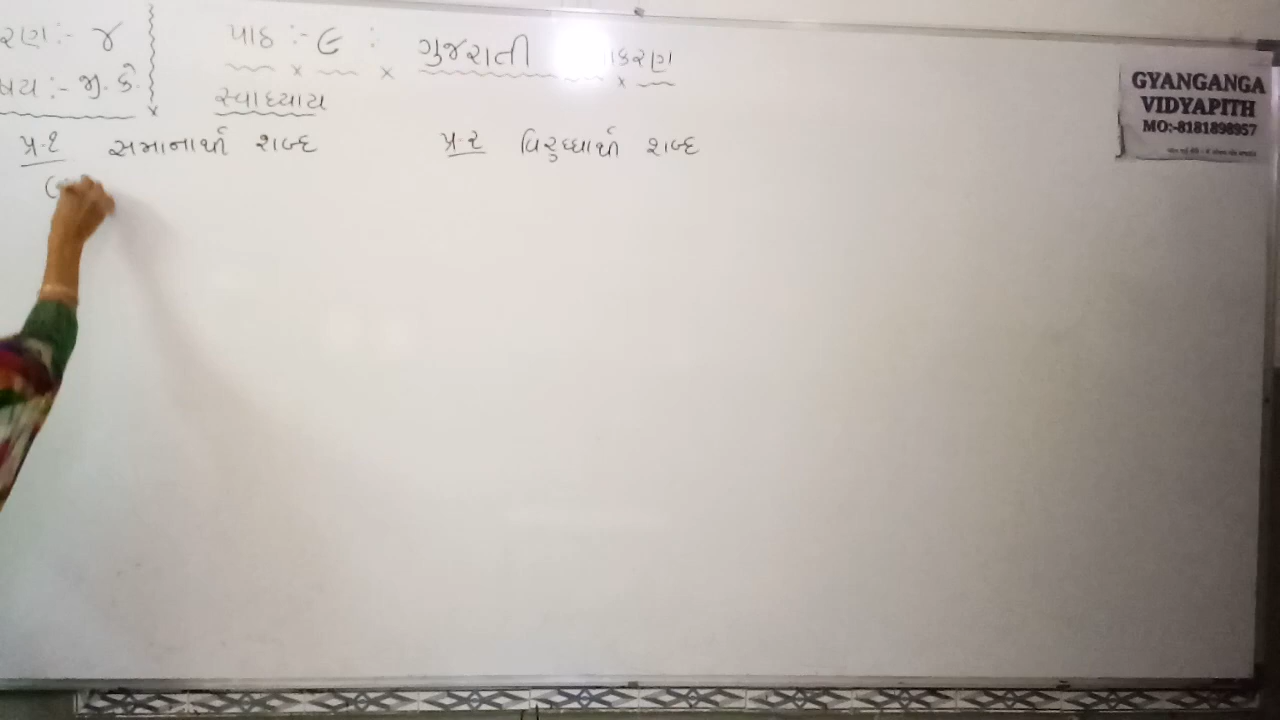 રણ:- ૪
પાઠ :- ૯ : ગુજરાતી ાકરણ
ષય:- જી. કે.
સ્વાધ્યાય
પ્ર-૧ સમાનાર્થી શબ્દ
પ્ર-૨ વિરુધ્ધાર્થી શબ્દ
GYANGANGA
VIDYAPITH
MO:-8181898957